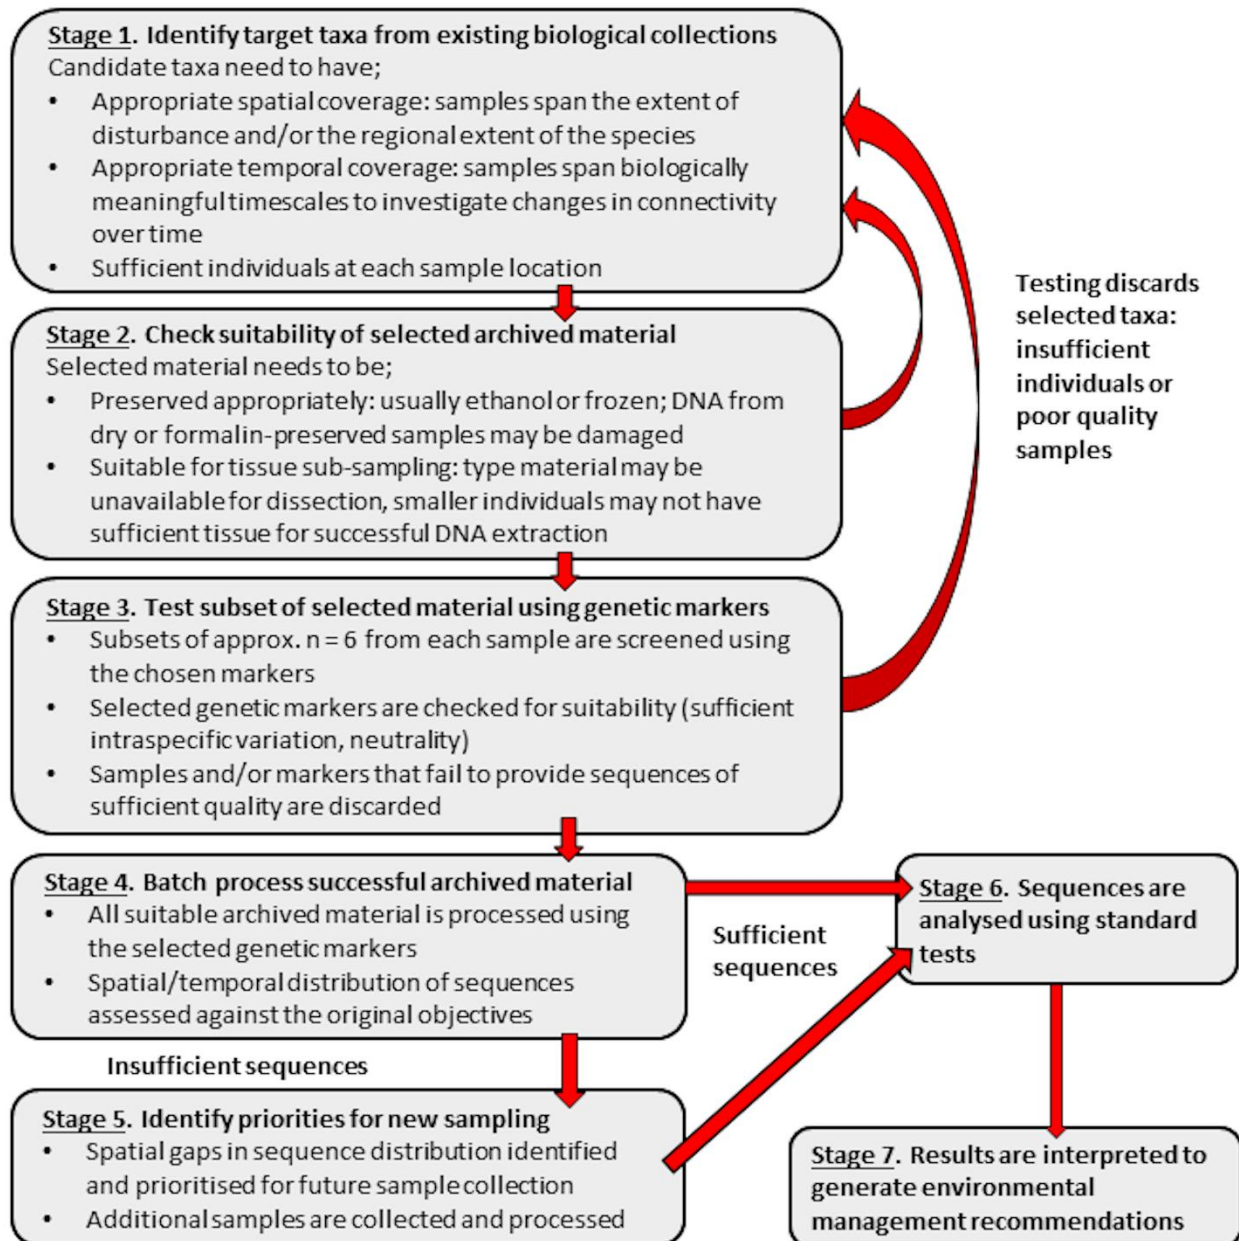 Stage 1. Identify target taxa from existing biological collections
Candidate taxa need to have;
• Appropriate spatial coverage: samples span the extent of
disturbance and/or the regional extent of the species
• Appropriate temporal coverage: samples span biologically
meaningful timescales to investigate changes in connectivity
over time
• Sufficient individuals at each sample location
Testing discards
selected taxa:
insufficient
individuals or
poor quality
samples
Stage 2. Check suitability of selected archived material
Selected material needs to be;
• Preserved appropriately: usually ethanol or frozen; DNA from
dry or formalin-preserved samples may be damaged
• Suitable for tissue sub-sampling: type material may be
unavailable for dissection, smaller individuals may not have
sufficient tissue for successful DNA extraction
Stage 3. Test subset of selected material using genetic markers
• Subsets of approx. n = 6 from each sample are screened using
the chosen markers
• Selected genetic markers are checked for suitability (sufficient
intraspecific variation, neutrality)
• Samples and/or markers that fail to provide sequences of
sufficient quality are discarded
Stage 4. Batch process successful archived material
• All suitable archived material is processed using
the selected genetic markers
• Spatial/temporal distribution of sequences
assessed against the original objectives
Sufficient
sequences
Insufficient sequences
Stage 5. Identify priorities for new sampling
• Spatial gaps in sequence distribution identified
and prioritised for future sample collection
• Additional samples are collected and processed
Stage 6. Sequences are
analysed using standard
tests
Stage 7. Results are interpreted to
generate environmental
management recommendations